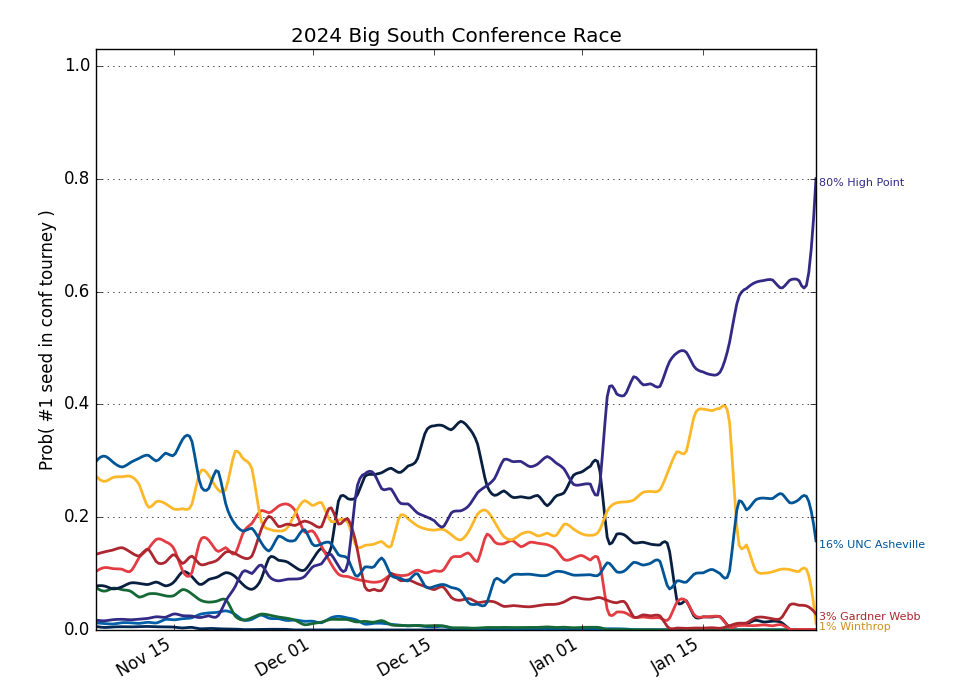 2024 Big South Conference Race
Prob( #1 seed in conf tourney )
1.0
0.8
0.6
0.4
0.2
0.0
80% High Point
16% UNC Asheville
3% Gardner Webb
1% Winthrop
Nov 15
Dec 01
Dec 15
Jan 01
Jan 15